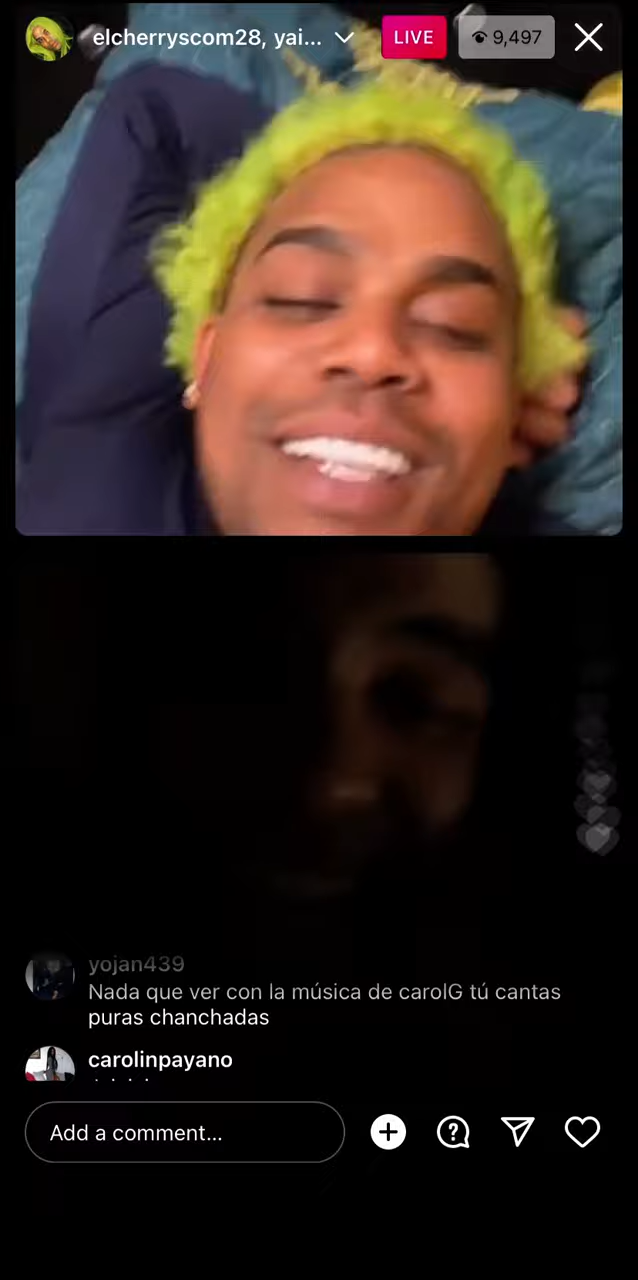 elcherryscom28, yai...
LIVE
9,497
yojan439
Nada que ver con la música de carolG tú cantas
puras chanchadas
carolinpayano
Add a comment...